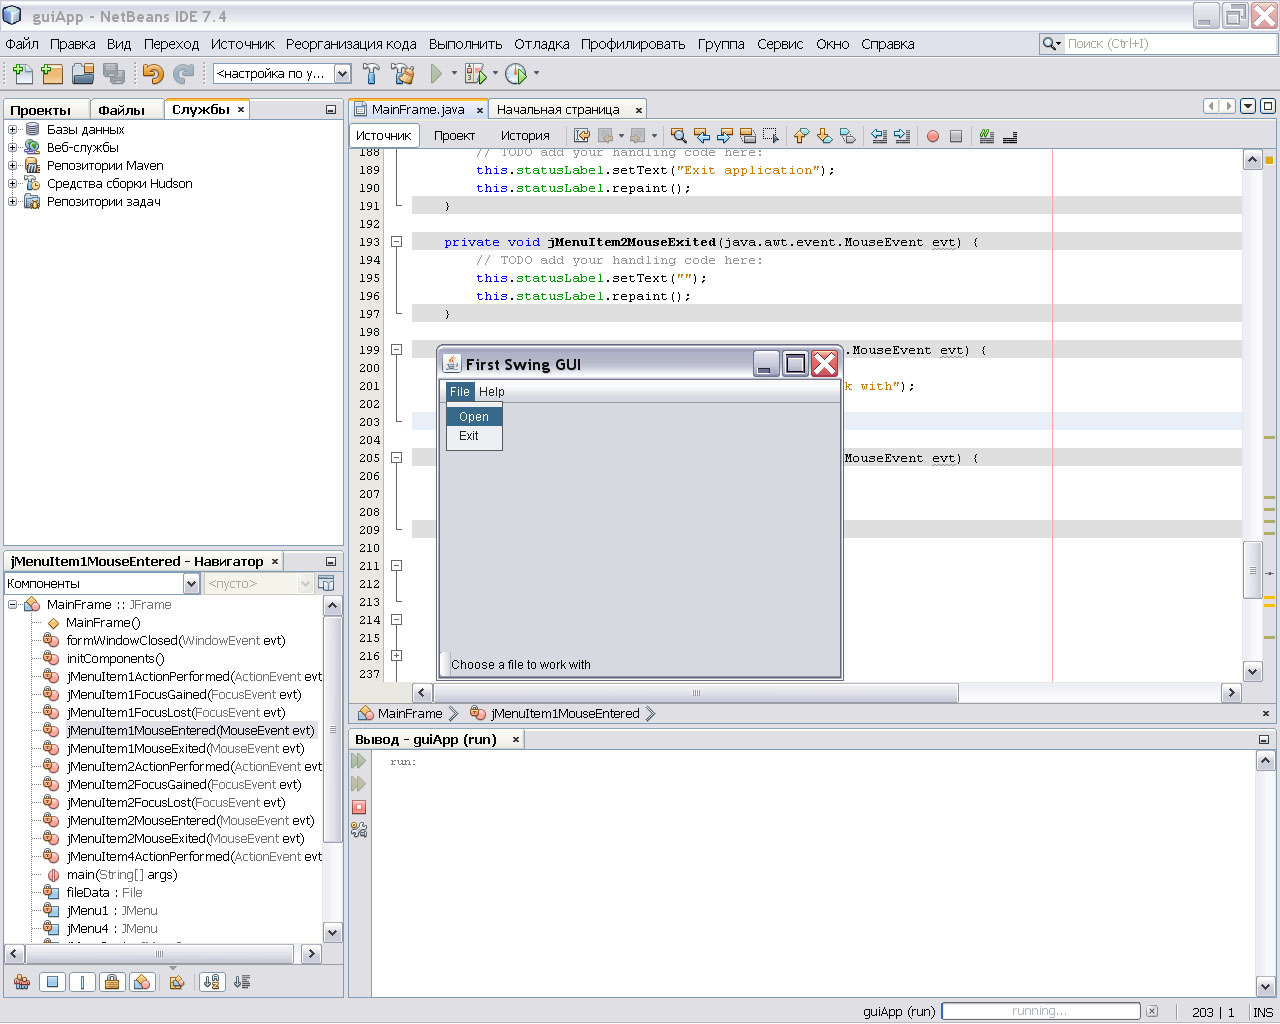 guiApp - NetBeans IDE 7.4
Файл Правка Вид Переход Источник Реорганизация кода Выполнить Отладка Профилировать Группа Сервис Окно Справка
Поиск (Ctrl+I)
<настройка по у...
Проекты Файлы Службы
Базы данных
Веб-службы
Репозитории Maven
Средства сборки Hudson
Репозитории задач
MainFrame.java Начальная страница
Источник Проект История
188 // TODO add your handling code here:
189 this.statusLabel.setText("Exit application");
190 this.statusLabel.repaint();
191 }
192
193 private void jMenuItem2MouseExited(java.awt.event.MouseEvent evt) {
194 // TODO add your handling code here:
195 this.statusLabel.setText("");
196 this.statusLabel.repaint();
197 }
198
199 .MouseEvent evt) {
200
201 k with");
202
203
204
205 MouseEvent evt) {
206
207
208
209
210
211
212
213
214
215
216
237
First Swing GUI
File Help
Open
Exit
Choose a file to work with
MainFrame jMenuItem1MouseEntered
jMenuItem1MouseEntered - Навигатор
Компоненты <пусто>
MainFrame :: JFrame
MainFrame()
formWindowClosed(WindowEvent evt)
initComponents()
jMenuItem1ActionPerformed(ActionEvent evt
jMenuItem1FocusGained(FocusEvent evt)
jMenuItem1FocusLost(FocusEvent evt)
jMenuItem1MouseEntered(MouseEvent evt)
jMenuItem1MouseExited(MouseEvent evt)
jMenuItem2ActionPerformed(ActionEvent evt
jMenuItem2FocusGained(FocusEvent evt)
jMenuItem2FocusLost(FocusEvent evt)
jMenuItem2MouseEntered(MouseEvent evt)
jMenuItem2MouseExited(MouseEvent evt)
jMenuItem4ActionPerformed(ActionEvent evt
main(String[] args)
fileData : File
jMenu1 : JMenu
jMenu4 : JMenu
Вывод - guiApp (run)
run:
guiApp (run) running... 203 | 1 INS